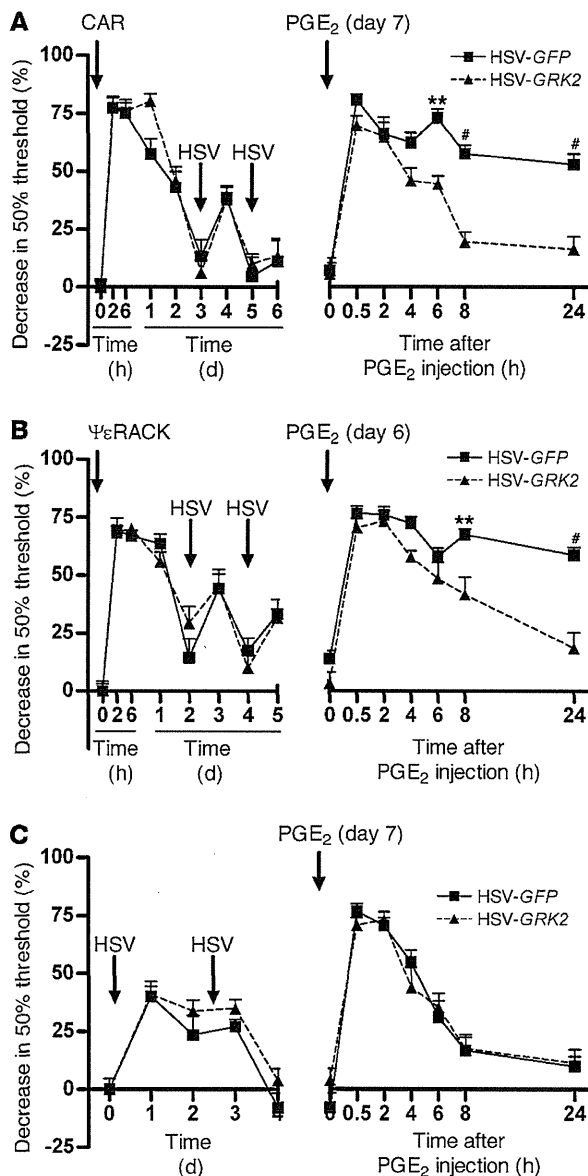 A
CAR
PGE₂ (day 7)
HSV-GFP
HSV-GRK2
Decrease in 50% threshold (%)
100
75
50
25
0
-25
HSV HSV
** # #
0 2 6 1 2 3 4 5 6
Time (h)
Time (d)
0 0.5 2 4 6 8 24
Time after
PGE₂ injection (h)
B
ΨεRACK
PGE₂ (day 6)
HSV-GFP
HSV-GRK2
Decrease in 50% threshold (%)
100
75
50
25
0
HSV HSV
** #
0 2 6 1 2 3 4 5
Time (h)
Time (d)
0 0.5 2 4 6 8 24
Time after
PGE₂ injection (h)
C
PGE₂ (day 7)
HSV-GFP
HSV-GRK2
Decrease in 50% threshold (%)
100
75
50
25
0
-25
HSV HSV
0 1 2 3 4
Time
(d)
0 0.5 2 4 6 8 24
Time after
PGE₂ injection (h)